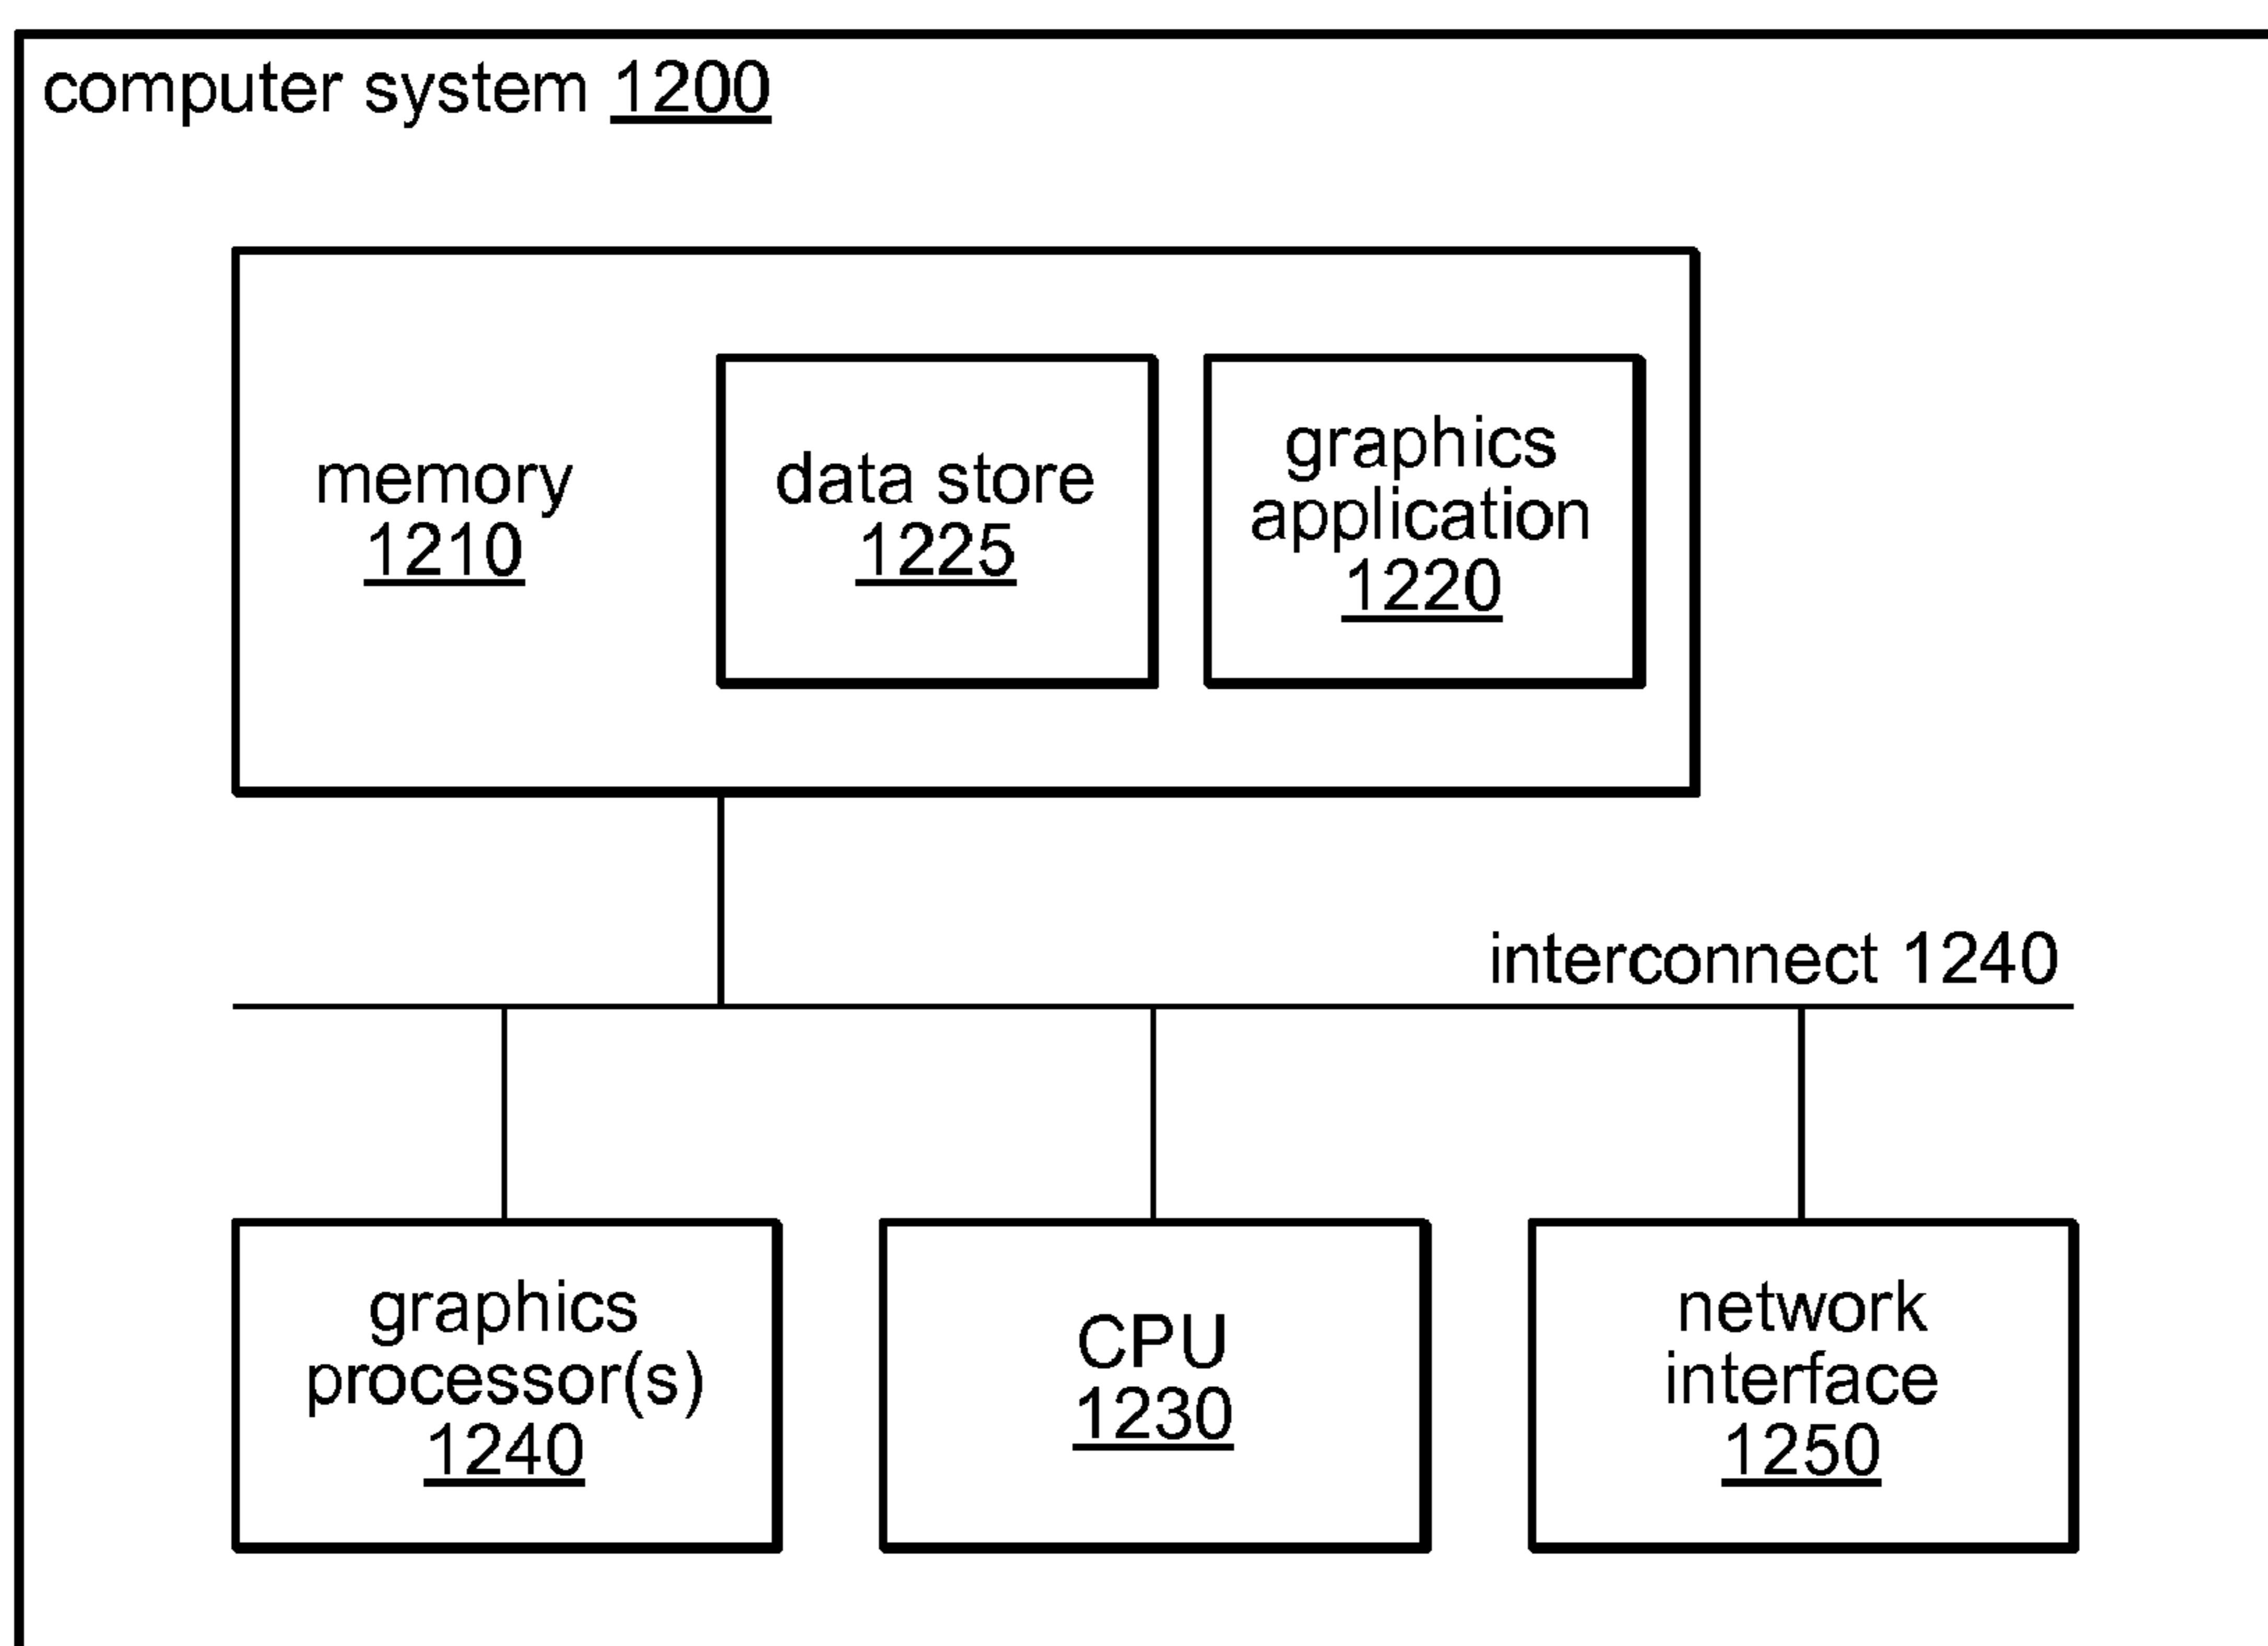 computer system 1200
memory
1210
data store
1225
graphics
application
1220
interconnect 1240
graphics
processor(s)
1240
CPU
1230
network
interface
1250